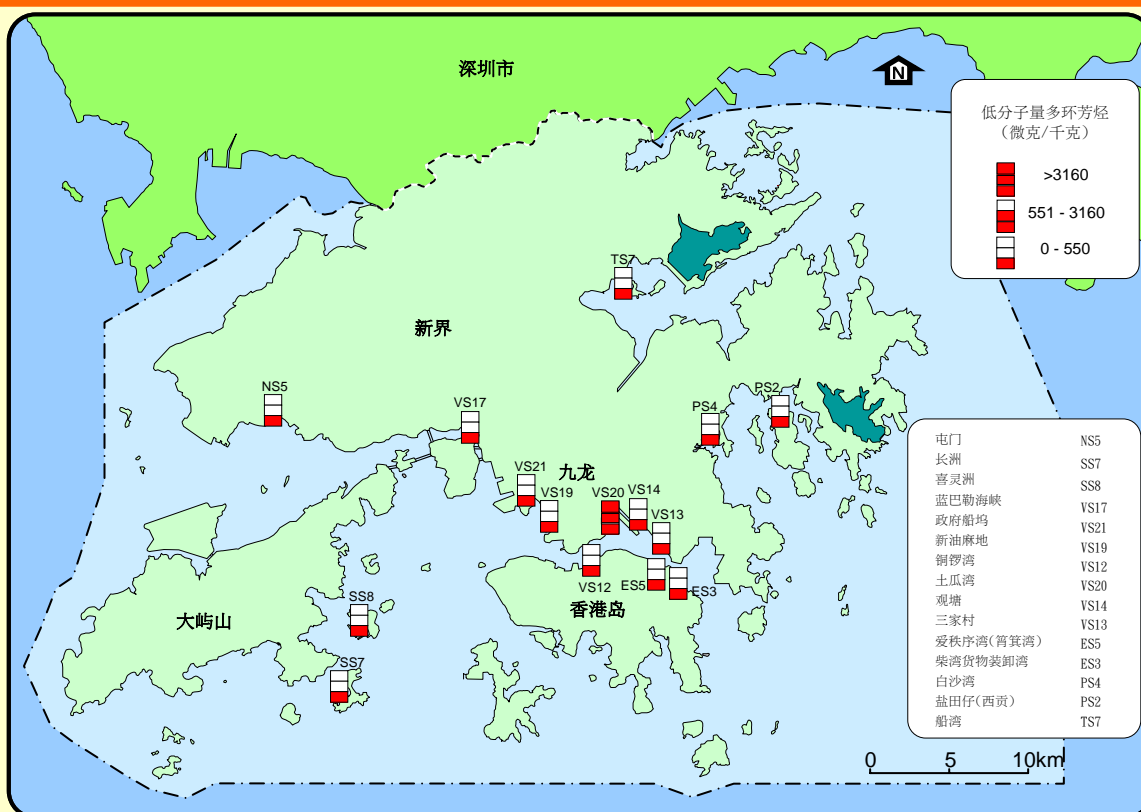 深圳市
N
低分子量多环芳烃
（微克/千克）
>3160
551 - 3160
0 - 550
TS7
新界
NS5
VS17
PS4
PS2
九龙
VS21
VS19
VS20
VS14
VS13
VS12
ES5
ES3
香港岛
大屿山
SS8
SS7
屯门 NS5
长洲 SS7
喜灵洲 SS8
蓝巴勒海峡 VS17
政府船坞 VS21
新油麻地 VS19
铜锣湾 VS12
土瓜湾 VS20
观塘 VS14
三家村 VS13
爱秩序湾(筲箕湾) ES5
柴湾货物装卸湾 ES3
白沙湾 PS4
盐田仔(西贡) PS2
船湾 TS7
0 5 10km